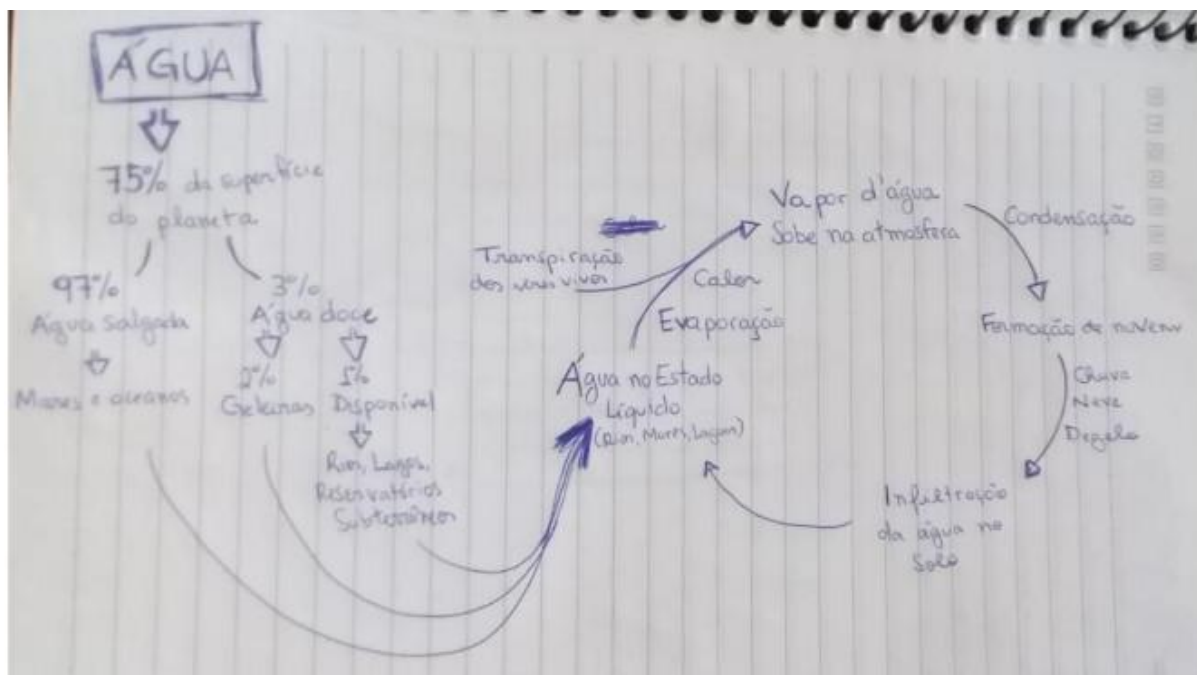 ÁGUA
75% da superfície
do planeta
97%
Água salgada
Mares e oceanos
3%
Água doce
2%
Geleiras
1%
Disponível
Rios, Lagos,
Reservatórios
Subterrâneos
Transpiração
dos seres vivos
Calor
Evaporação
Água no Estado
Líquido
(Rios, Mares, Lagos)
Vapor d'água
Sobe na atmosfera
Condensação
Formação de nuvens
Chuva
Neve
Degelo
Infiltração
da água no
Solo